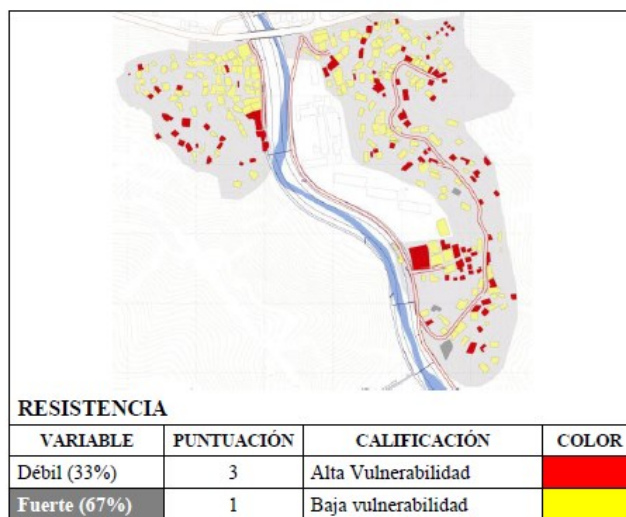 RESISTENCIA
VARIABLE PUNTUACIÓN CALIFICACIÓN COLOR
Débil (33%) 3 Alta Vulnerabilidad
Fuerte (67%) 1 Baja vulnerabilidad